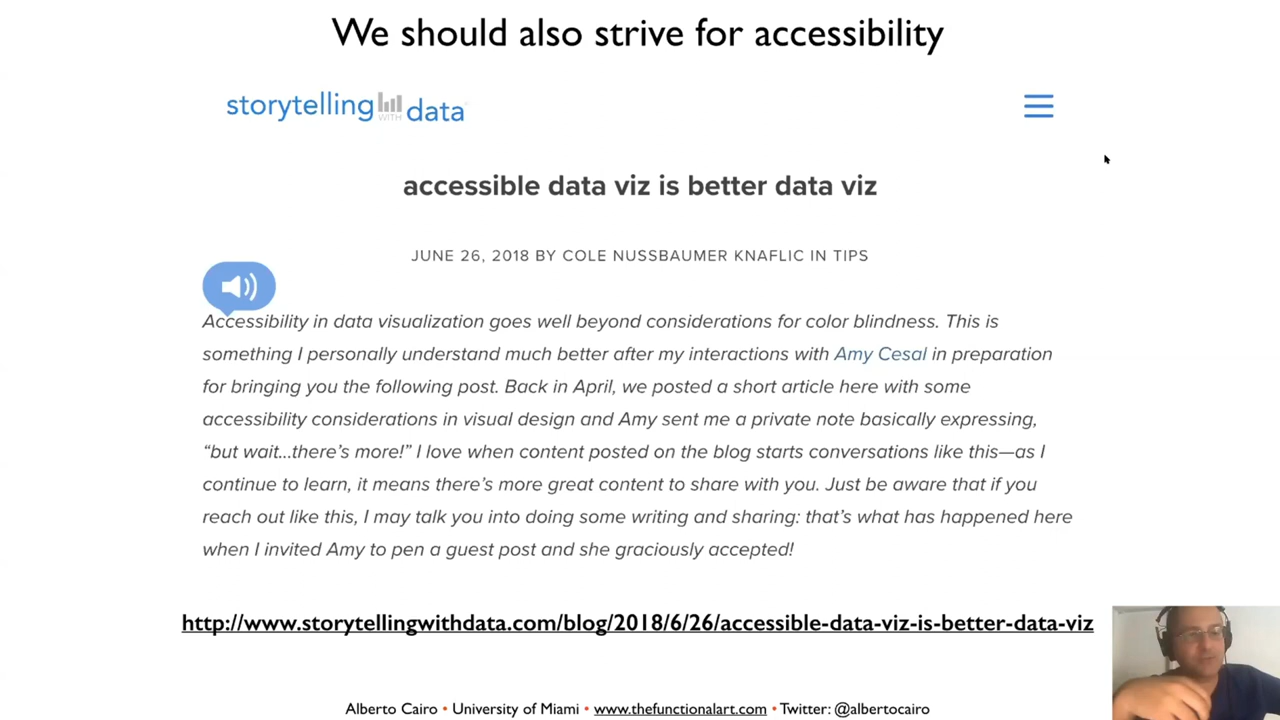 We should also strive for accessibility
storytelling WITH data
accessible data viz is better data viz
JUNE 26, 2018 BY COLE NUSSBAUMER KNAFLIC IN TIPS
Accessibility in data visualization goes well beyond considerations for color blindness. This is
something I personally understand much better after my interactions with Amy Cesal in preparation
for bringing you the following post. Back in April, we posted a short article here with some
accessibility considerations in visual design and Amy sent me a private note basically expressing,
“but wait…there’s more!” I love when content posted on the blog starts conversations like this—as I
continue to learn, it means there’s more great content to share with you. Just be aware that if you
reach out like this, I may talk you into doing some writing and sharing: that’s what has happened here
when I invited Amy to pen a guest post and she graciously accepted!
http://www.storytellingwithdata.com/blog/2018/6/26/accessible-data-viz-is-better-data-viz
Alberto Cairo • University of Miami • www.thefunctionalart.com • Twitter: @albertocairo